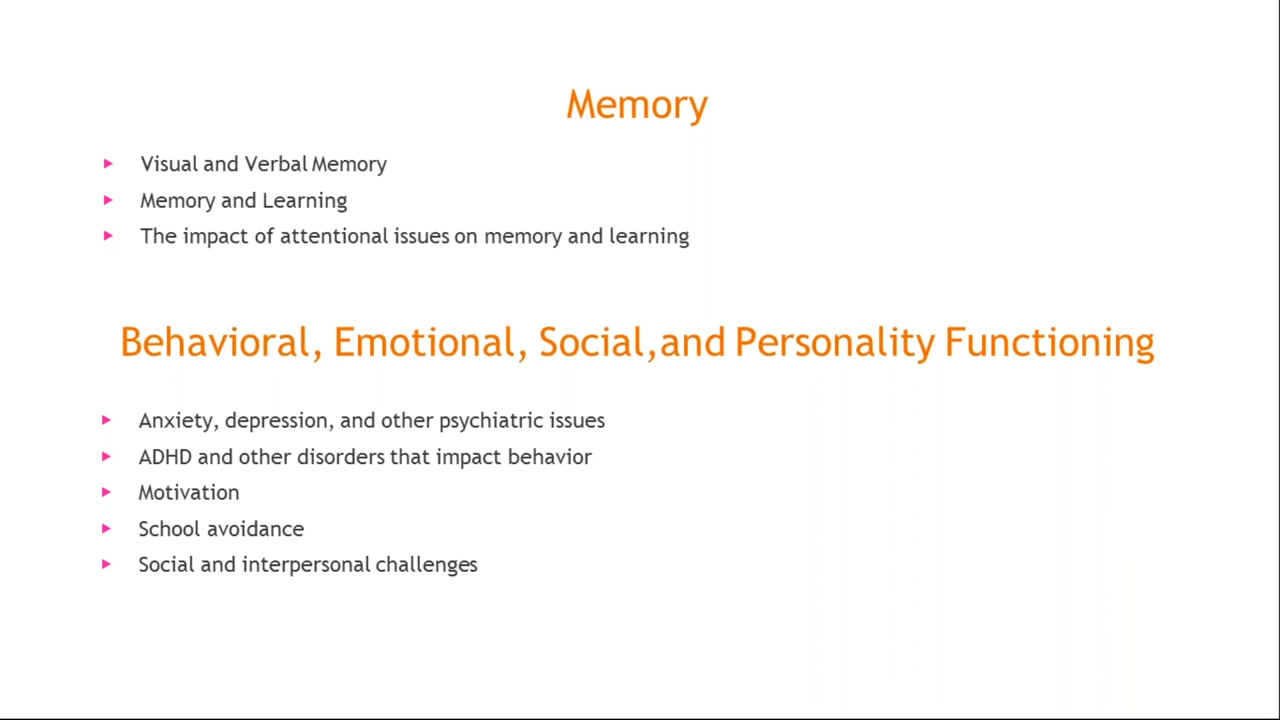 Memory
Visual and Verbal Memory
Memory and Learning
The impact of attentional issues on memory and learning
Behavioral, Emotional, Social,and Personality Functioning
Anxiety, depression, and other psychiatric issues
ADHD and other disorders that impact behavior
Motivation
School avoidance
Social and interpersonal challenges